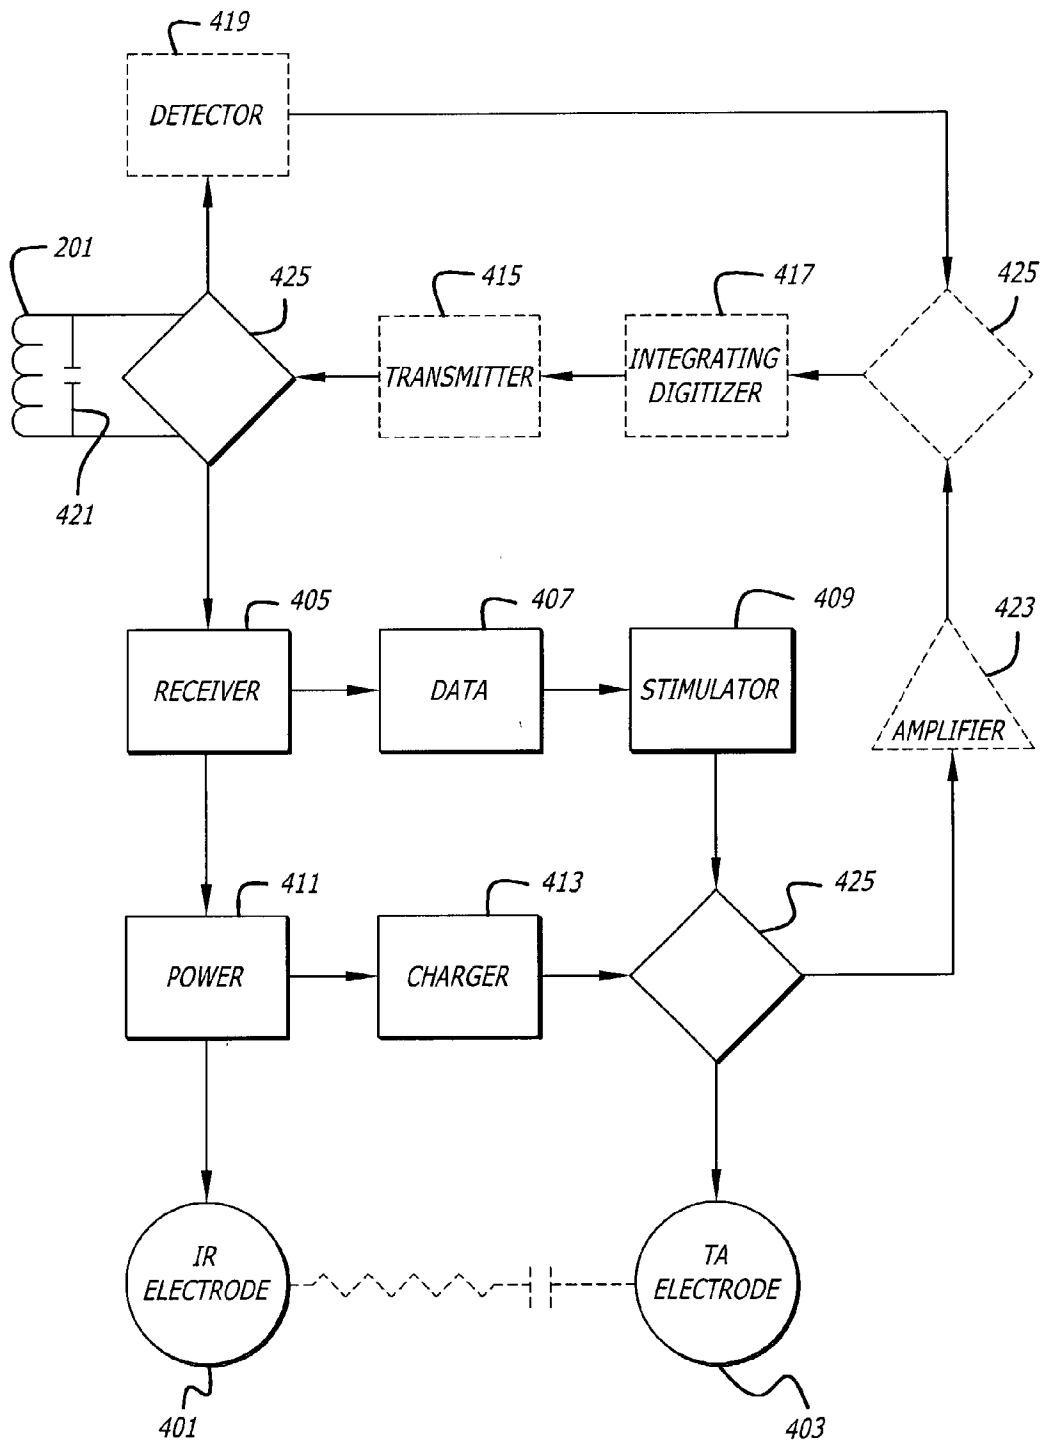 419
DETECTOR
201
425
415
417
425
TRANSMITTER
INTEGRATING
DIGITIZER
421
405
407
409
423
RECEIVER
DATA
STIMULATOR
AMPLIFIER
411
413
425
POWER
CHARGER
IR
ELECTRODE
TA
ELECTRODE
401
403